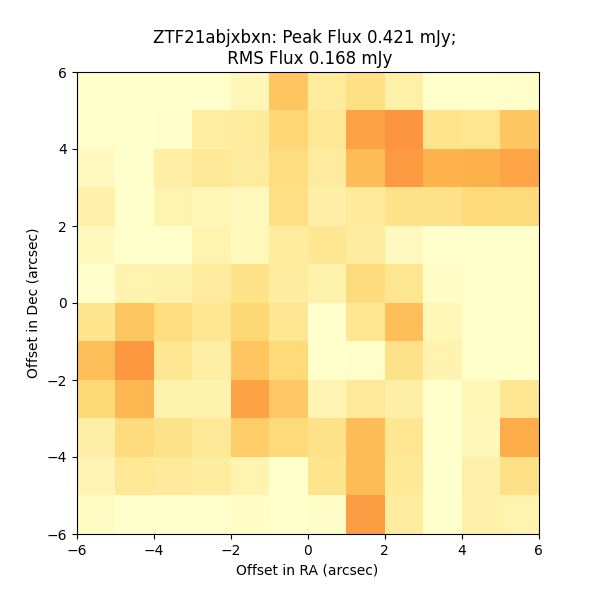 ZTF21abjxbxn: Peak Flux 0.421 mJy;
RMS Flux 0.168 mJy
6
4
2
0
−2
−4
−6
Offset in Dec (arcsec)
−6 −4 −2 0 2 4 6
Offset in RA (arcsec)